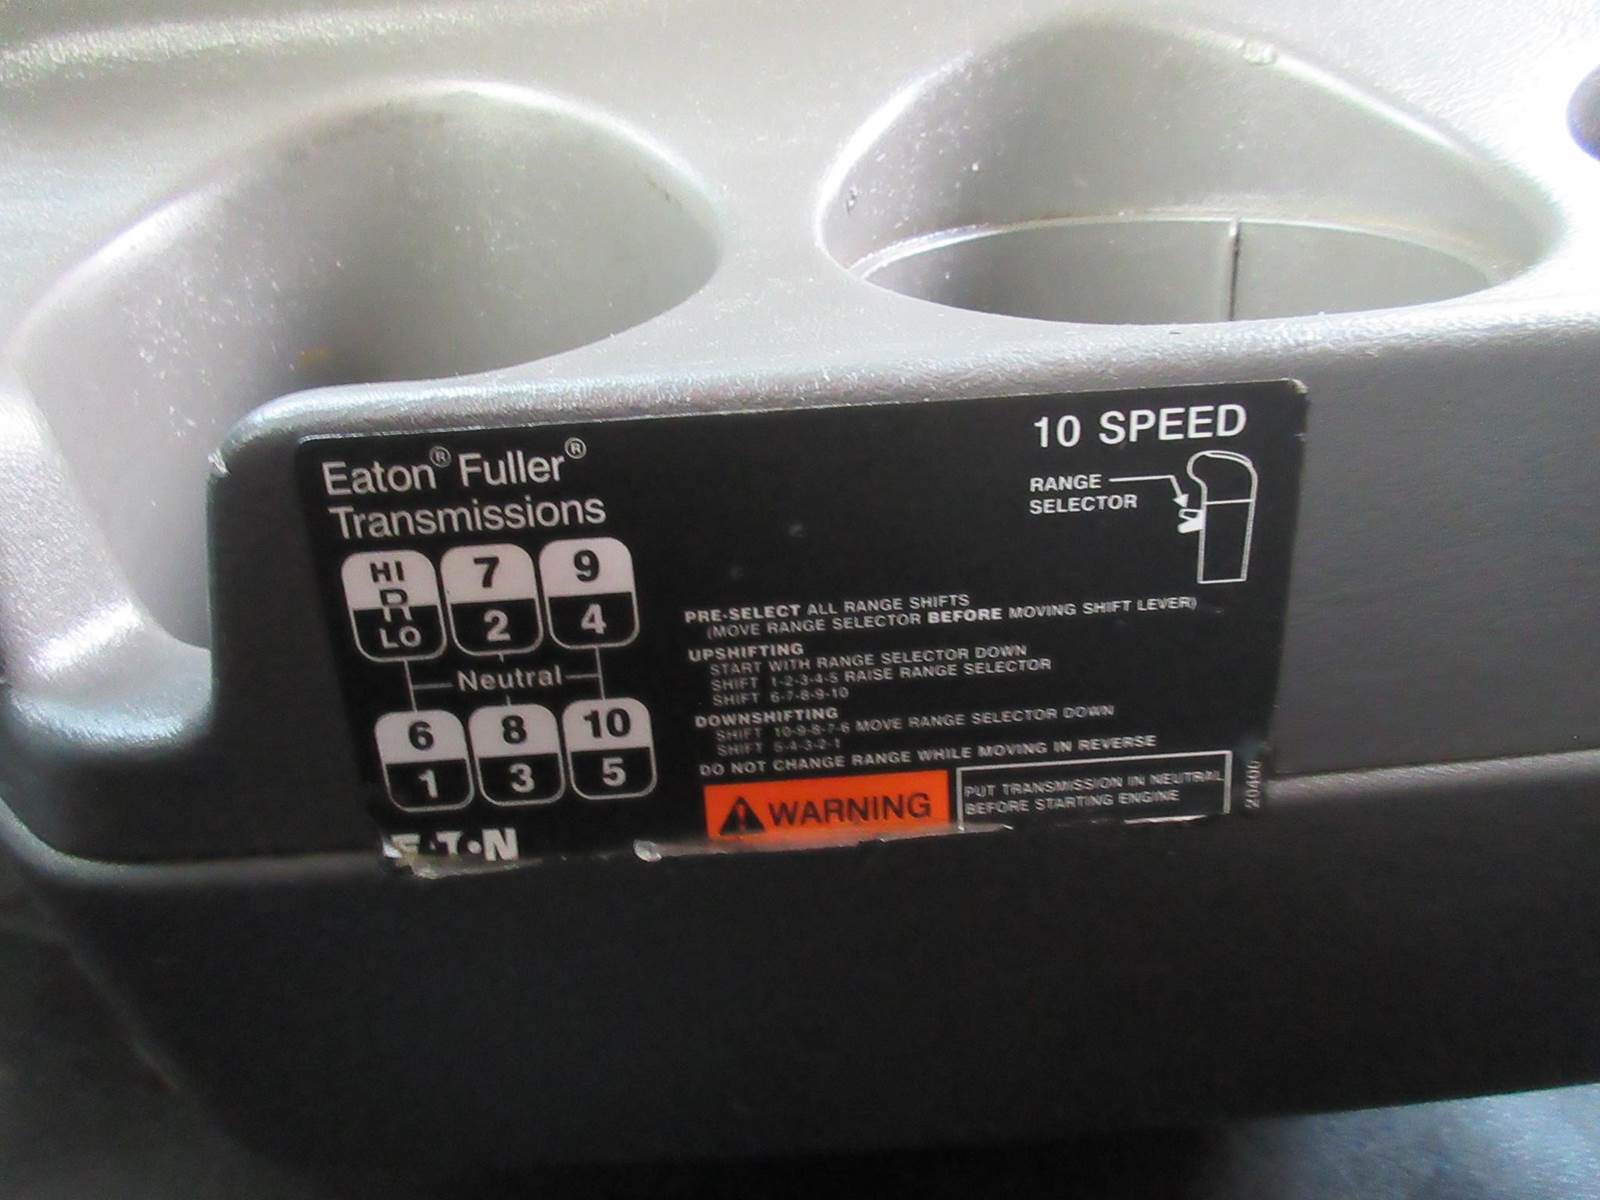 Eaton® Fuller®
Transmissions
HI 7 9
R
LO 2 4
Neutral
6 8 10
1 3 5
10 SPEED
RANGE
SELECTOR
PRE-SELECT ALL RANGE SHIFTS
(MOVE RANGE SELECTOR BEFORE MOVING SHIFT LEVER)
UPSHIFTING
START WITH RANGE SELECTOR DOWN
SHIFT 1-2-3-4-5 RAISE RANGE SELECTOR
SHIFT 6-7-8-9-10
DOWNSHIFTING
SHIFT 10-9-8-7-6 MOVE RANGE SELECTOR DOWN
SHIFT 5-4-3-2-1
DO NOT CHANGE RANGE WHILE MOVING IN REVERSE
WARNING
PUT TRANSMISSION IN NEUTRAL
BEFORE STARTING ENGINE
EATON